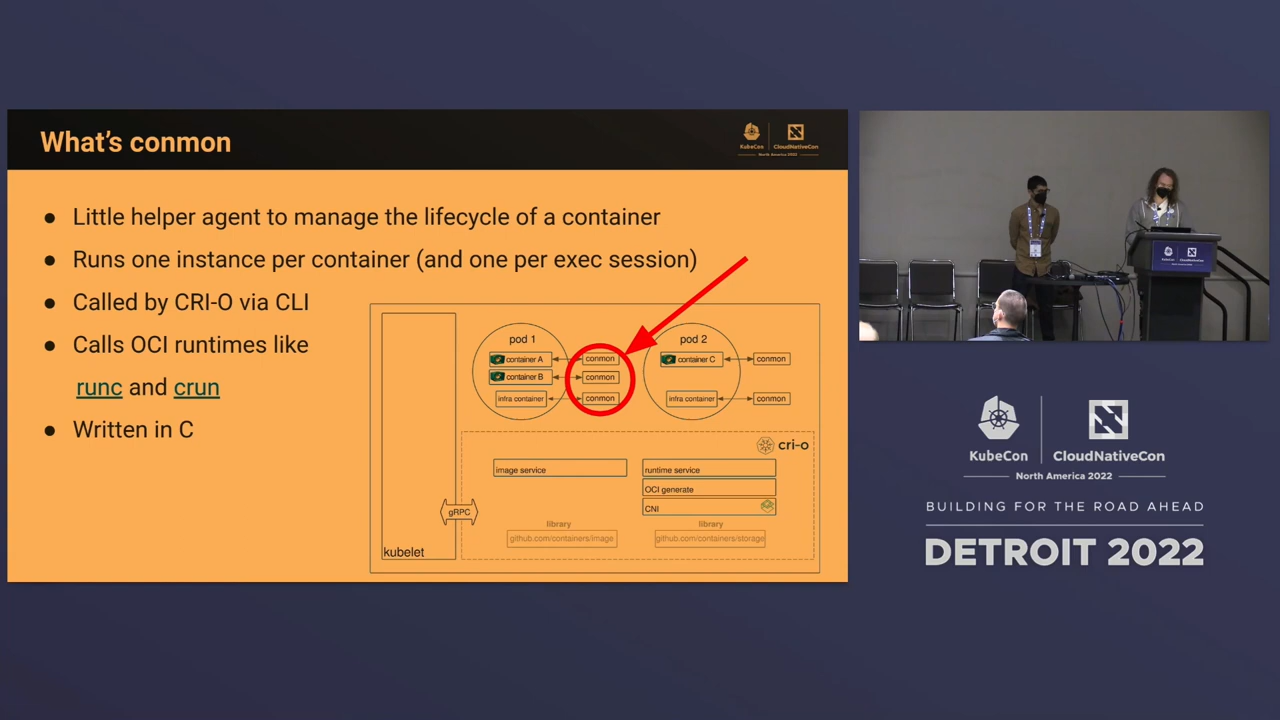 What's conmon
KubeCon
CloudNativeCon
North America 2022
● Little helper agent to manage the lifecycle of a container
● Runs one instance per container (and one per exec session)
● Called by CRI-O via CLI
● Calls OCI runtimes like
runc and crun
● Written in C
pod 1
pod 2
container A
conmon
container C
conmon
container B
conmon
infra container
conmon
infra container
conmon
cri-o
image service
runtime service
OCI generate
CNI
gRPC
library
library
github.com/containers/image
github.com/containers/storage
kubelet
KubeCon
CloudNativeCon
North America 2022
BUILDING FOR THE ROAD AHEAD
DETROIT 2022